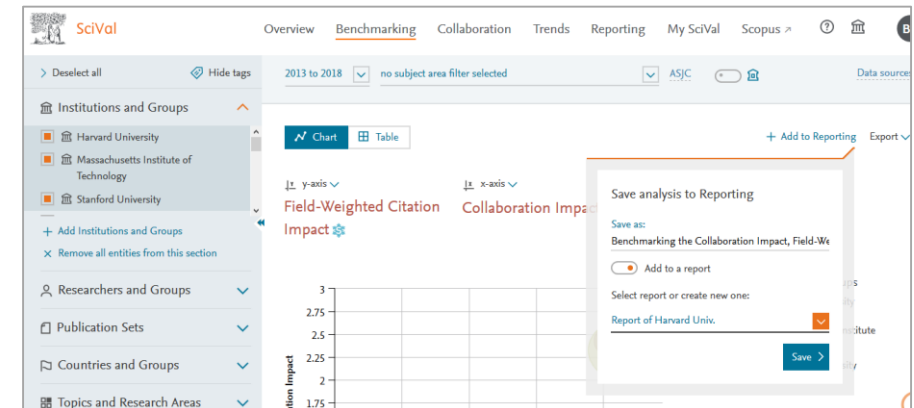 SciVal
Overview Benchmarking Collaboration Trends Reporting My SciVal Scopus ↗ ? B
> Deselect all Hide tags
2013 to 2018 no subject area filter selected ASJC Data sources
Institutions and Groups
Harvard University
Massachusetts Institute of
Technology
Stanford University
+ Add Institutions and Groups
× Remove all entities from this section
Researchers and Groups
Publication Sets
Countries and Groups
Topics and Research Areas
Chart Table
+ Add to Reporting Export
y-axis x-axis
Field-Weighted Citation
Impact
Collaboration Impac
Save analysis to Reporting
Save as:
Benchmarking the Collaboration Impact, Field-We
Add to a report
Select report or create new one:
Report of Harvard Univ.
Save >
3
2.75
2.5
2.25
2
1.75
tion Impact